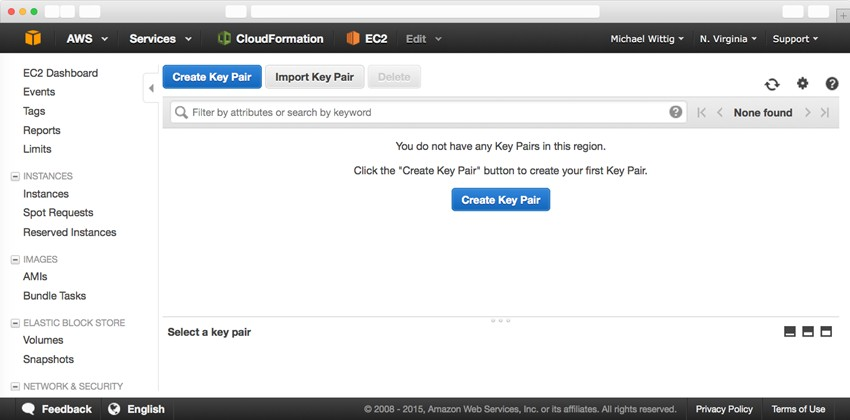 AWS Services CloudFormation EC2 Edit Michael Wittig N. Virginia Support
EC2 Dashboard
Events
Tags
Reports
Limits
INSTANCES
Instances
Spot Requests
Reserved Instances
IMAGES
AMIs
Bundle Tasks
ELASTIC BLOCK STORE
Volumes
Snapshots
NETWORK & SECURITY
Create Key Pair Import Key Pair Delete
Filter by attributes or search by keyword None found
You do not have any Key Pairs in this region.
Click the "Create Key Pair" button to create your first Key Pair.
Create Key Pair
Select a key pair
Feedback English © 2008 - 2015, Amazon Web Services, Inc. or its affiliates. All rights reserved. Privacy Policy Terms of Use